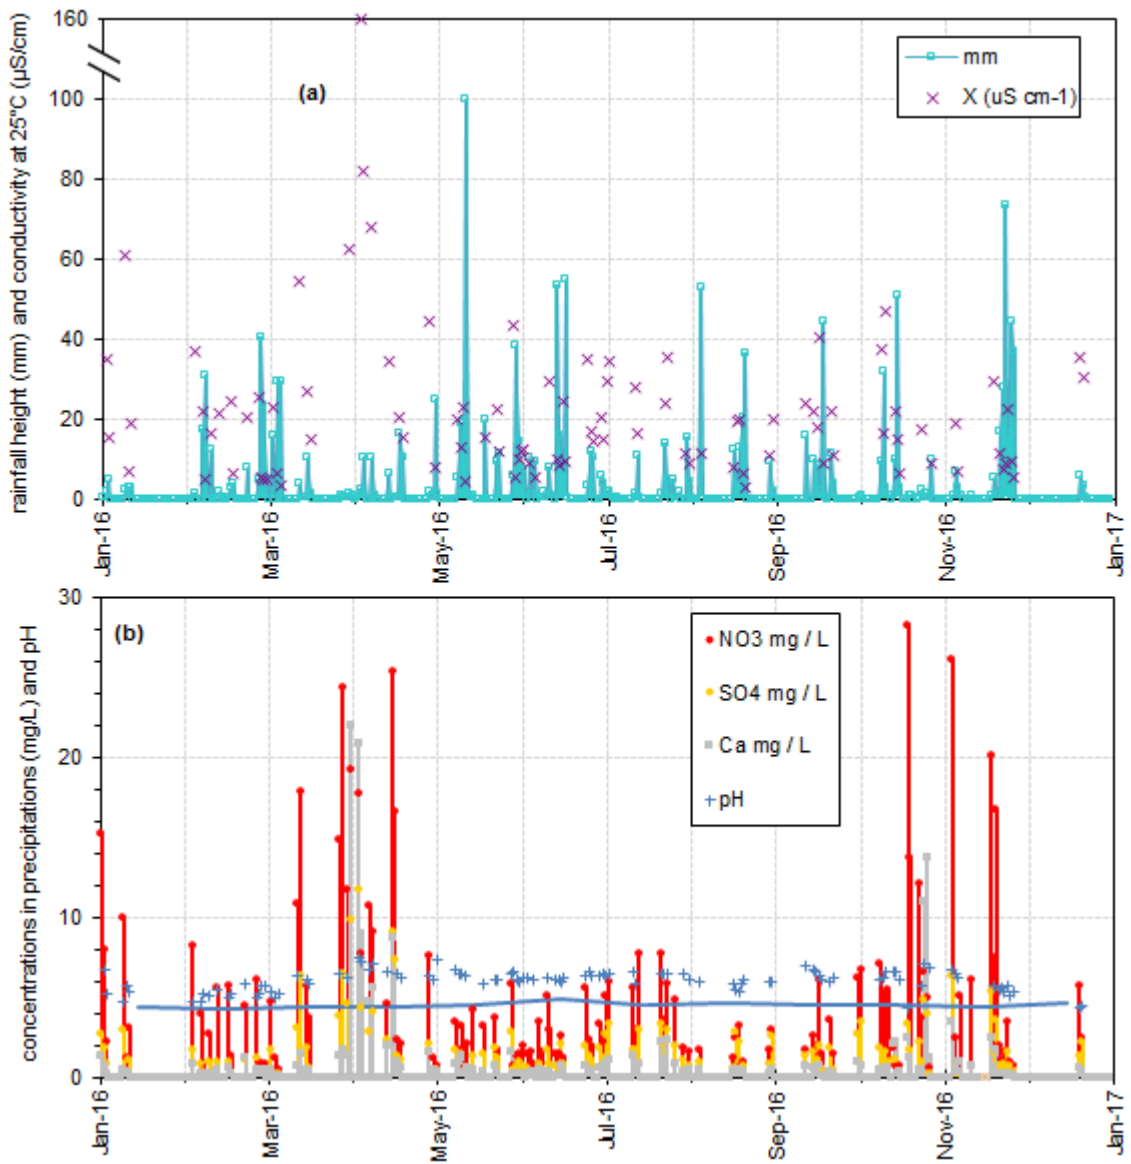 rainfall height (mm) and conductivity at 25°C (µS/cm)
160
100
80
60
40
20
0
(a)
mm
X (uS cm-1)
Jan-16
Mar-16
May-16
Jul-16
Sep-16
Nov-16
Jan-17
concentrations in precipitations (mg/L) and pH
30
20
10
0
(b)
NO3 mg / L
SO4 mg / L
Ca mg / L
pH
Jan-16
Mar-16
May-16
Jul-16
Sep-16
Nov-16
Jan-17